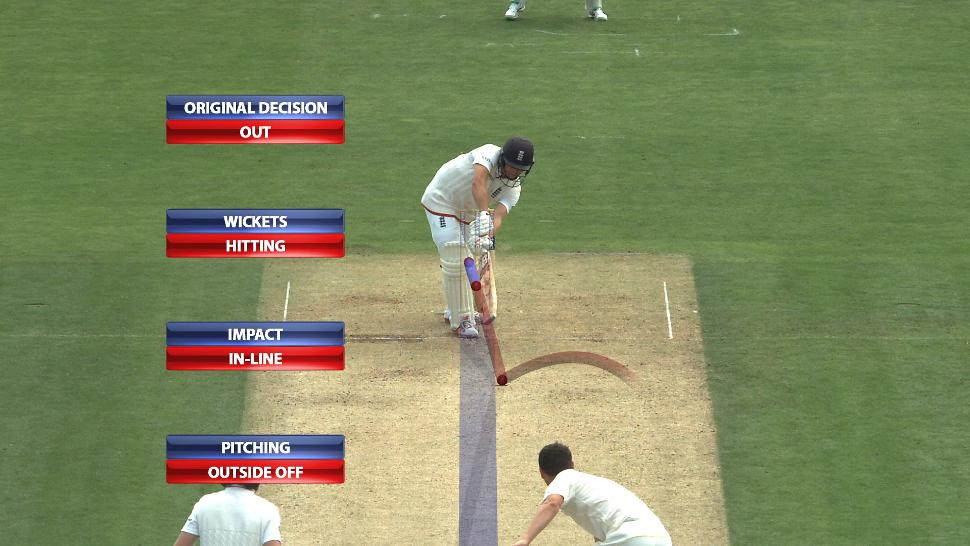 ORIGINAL DECISION
OUT
WICKETS
HITTING
IMPACT
IN-LINE
PITCHING
OUTSIDE OFF